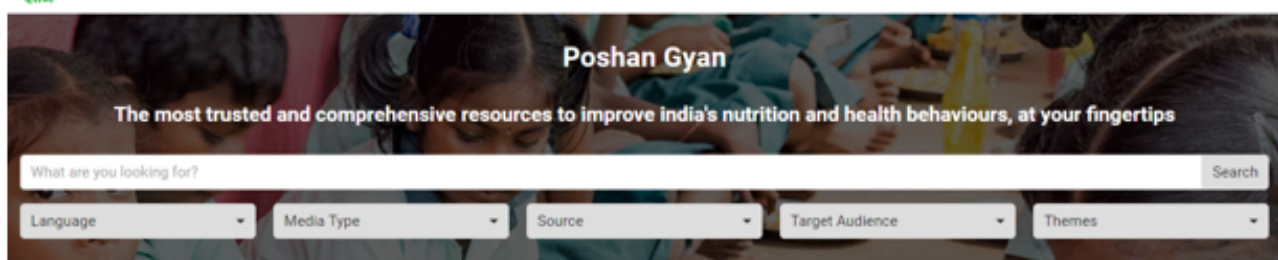 Poshan Gyan
The most trusted and comprehensive resources to improve india's nutrition and health behaviours, at your fingertips
What are you looking for? Search
Language Media Type Source Target Audience Themes